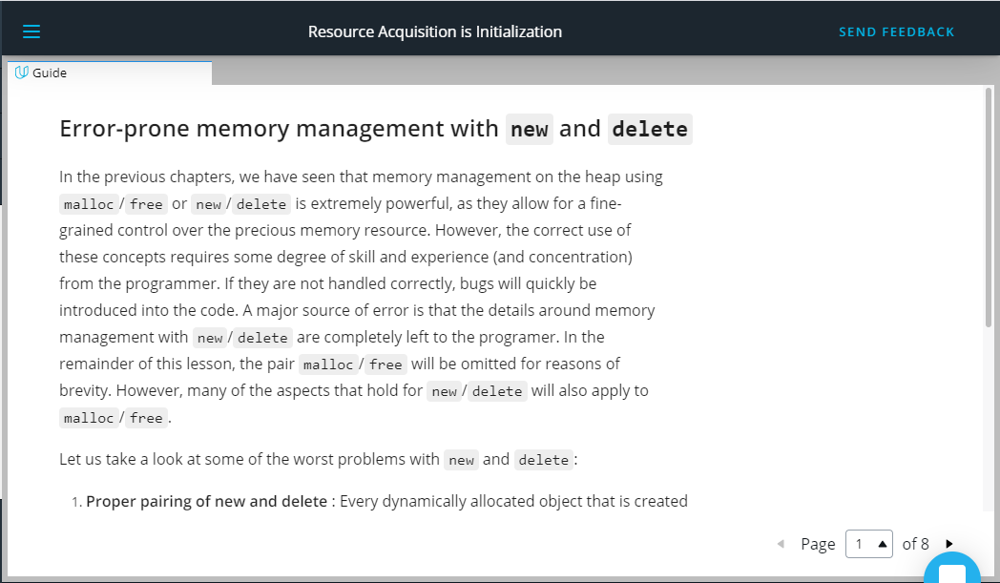 Resource Acquisition is Initialization
SEND FEEDBACK
Guide
Error-prone memory management with new and delete
In the previous chapters, we have seen that memory management on the heap using
malloc / free or new / delete is extremely powerful, as they allow for a fine-
grained control over the precious memory resource. However, the correct use of
these concepts requires some degree of skill and experience (and concentration)
from the programmer. If they are not handled correctly, bugs will quickly be
introduced into the code. A major source of error is that the details around memory
management with new / delete are completely left to the programer. In the
remainder of this lesson, the pair malloc / free will be omitted for reasons of
brevity. However, many of the aspects that hold for new / delete will also apply to
malloc / free .
Let us take a look at some of the worst problems with new and delete :
1. Proper pairing of new and delete : Every dynamically allocated object that is created
Page 1 of 8